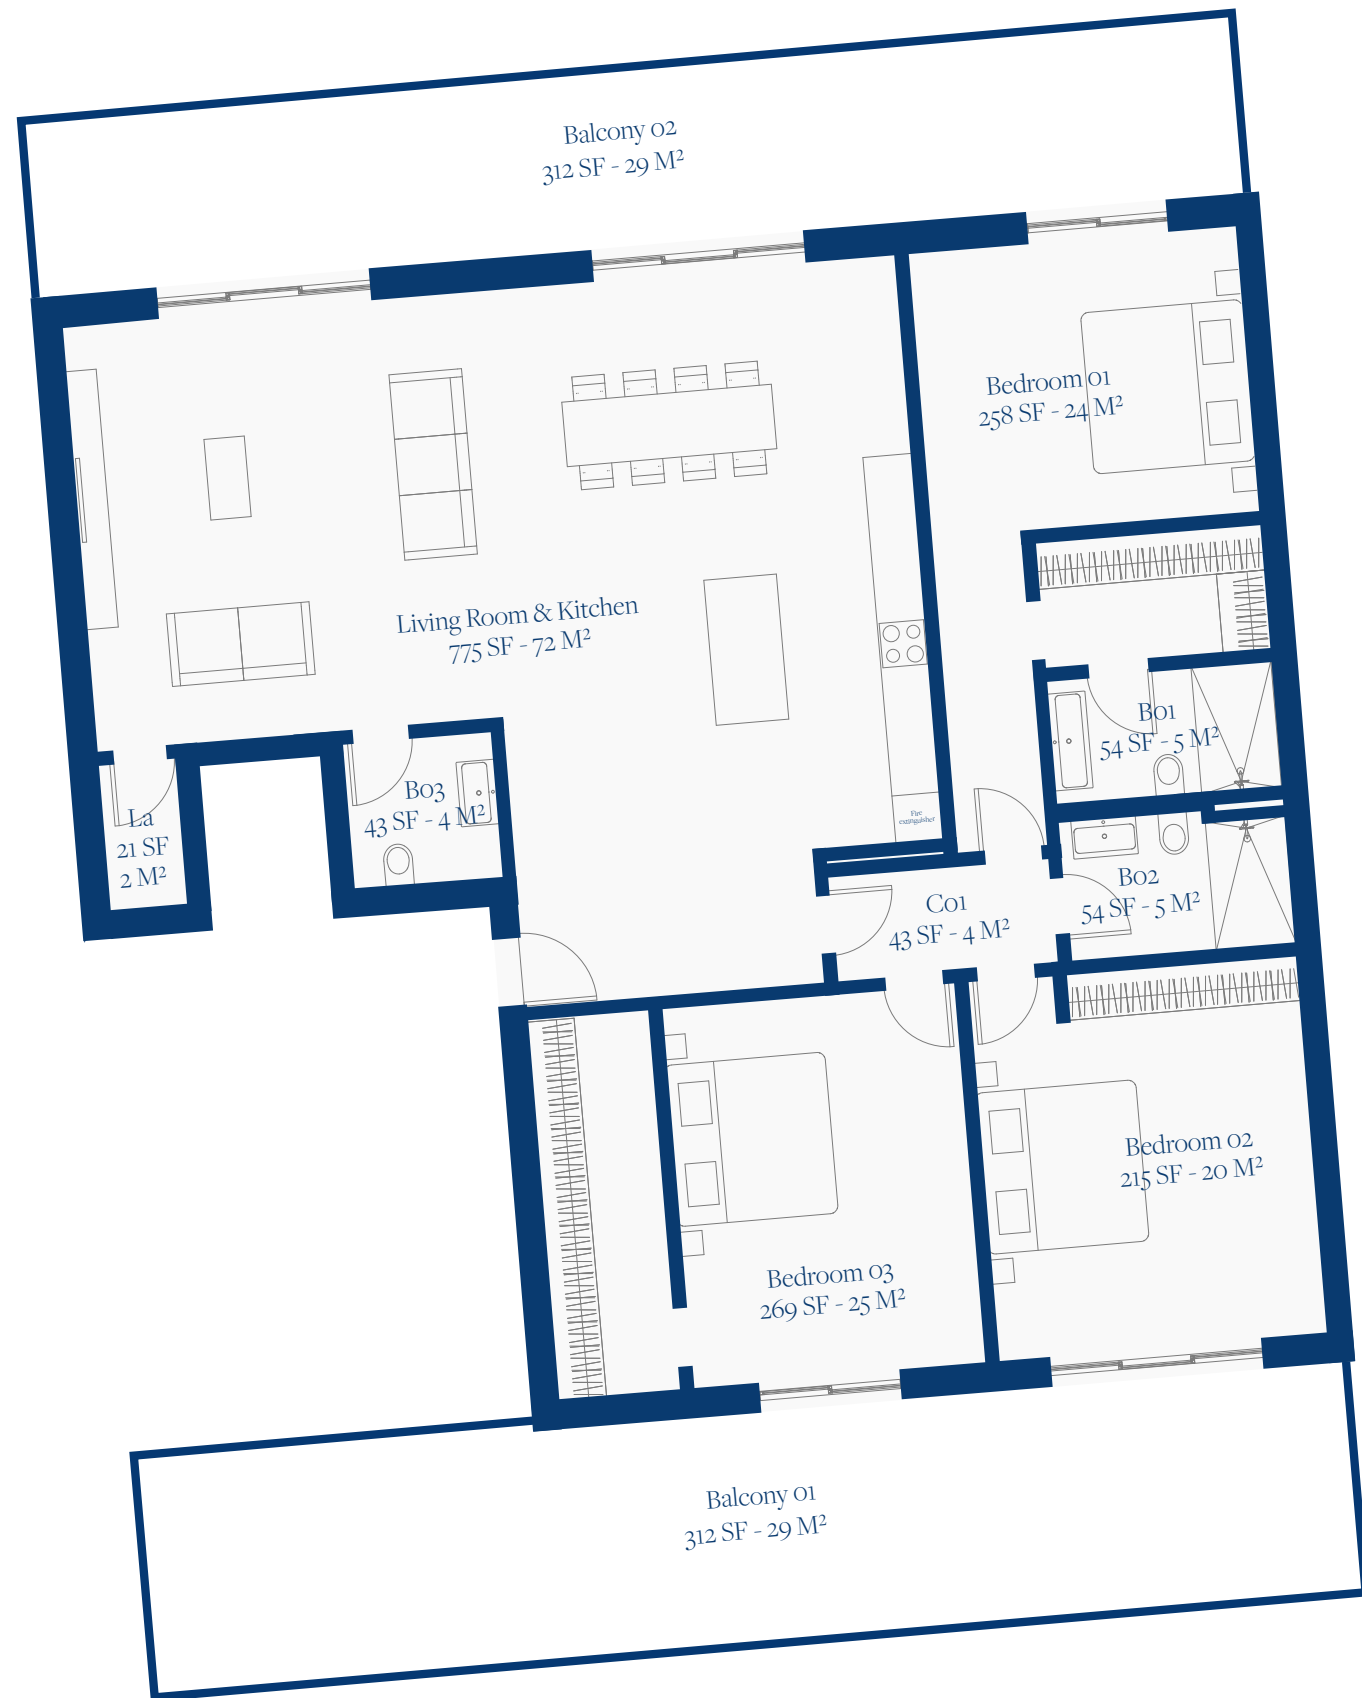 Balcony 02
312 SF - 29 M²
Bedroom 01
258 SF - 24 M²
Living Room & Kitchen
775 SF - 72 M²
B01
54 SF - 5 M²
B03
43 SF - 4 M²
La
21 SF
2 M²
Fire
extinguisher
B02
54 SF - 5 M²
C01
43 SF - 4 M²
Bedroom 02
215 SF - 20 M²
Bedroom 03
269 SF - 25 M²
Balcony 01
312 SF - 29 M²